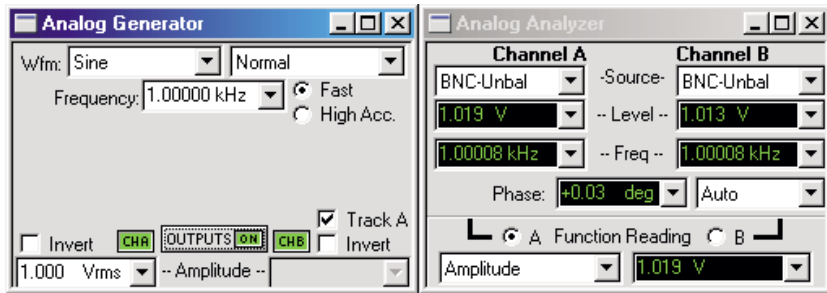 Analog Generator
Wfm: Sine Normal
Frequency: 1.00000 kHz Fast
High Acc.
Track A
Invert CHA OUTPUTS ON CHB Invert
1.000 Vrms -- Amplitude --
Analog Analyzer
Channel A Channel B
BNC-Unbal -Source- BNC-Unbal
1.019 V -- Level -- 1.013 V
1.00008 kHz -- Freq -- 1.00008 kHz
Phase: +0.03 deg Auto
A Function Reading B
Amplitude 1.019 V